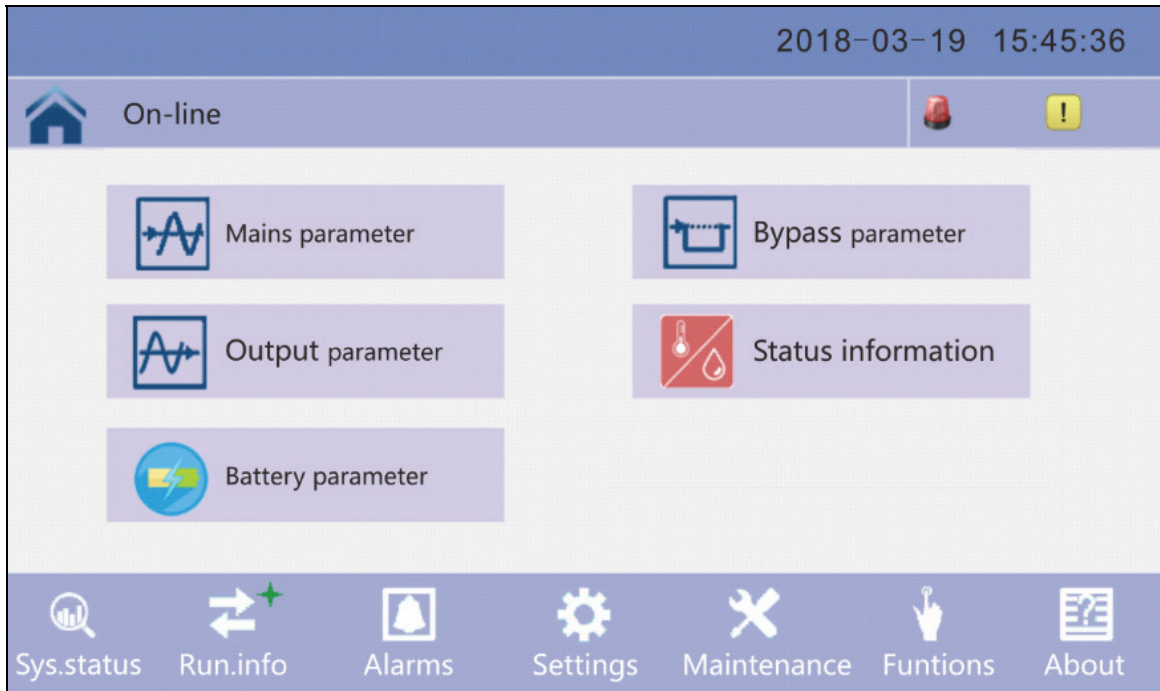 2018-03-19 15:45:36
On-line
Mains parameter
Bypass parameter
Output parameter
Status information
Battery parameter
Sys.status Run.info Alarms Settings Maintenance Funtions About